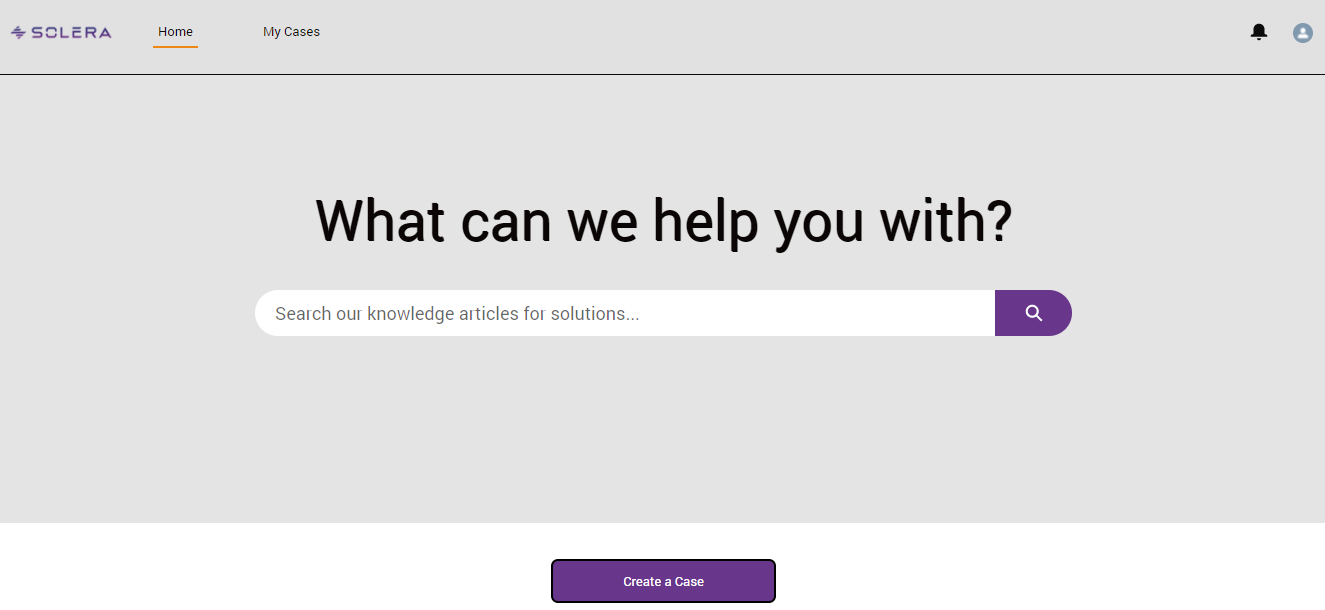 SOLERA
Home
My Cases
What can we help you with?
Search our knowledge articles for solutions...
Create a Case